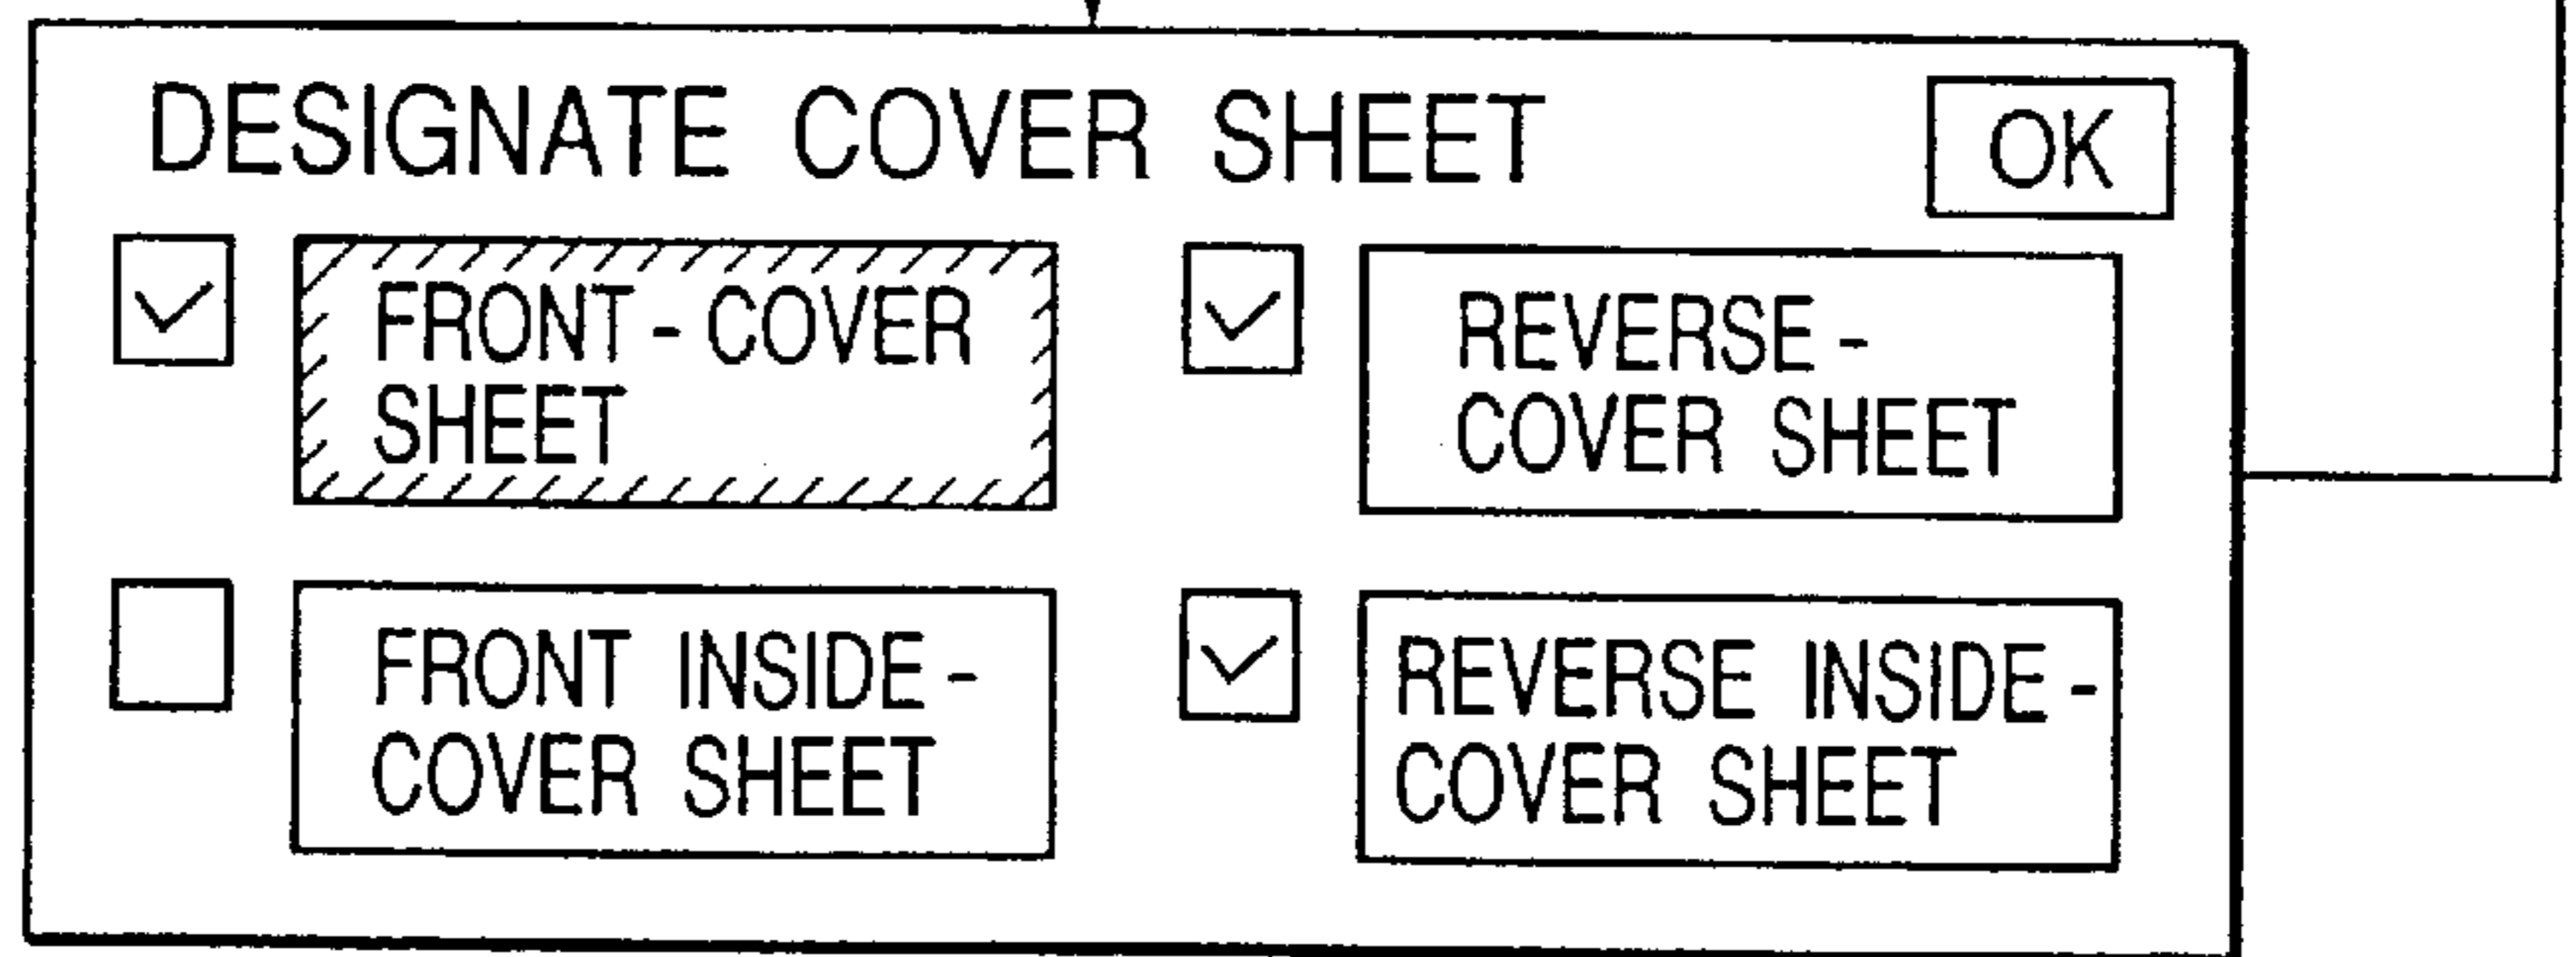 DESIGNATE COVER SHEET
OK
FRONT - COVER
SHEET
REVERSE -
COVER SHEET
FRONT INSIDE -
COVER SHEET
REVERSE INSIDE -
COVER SHEET